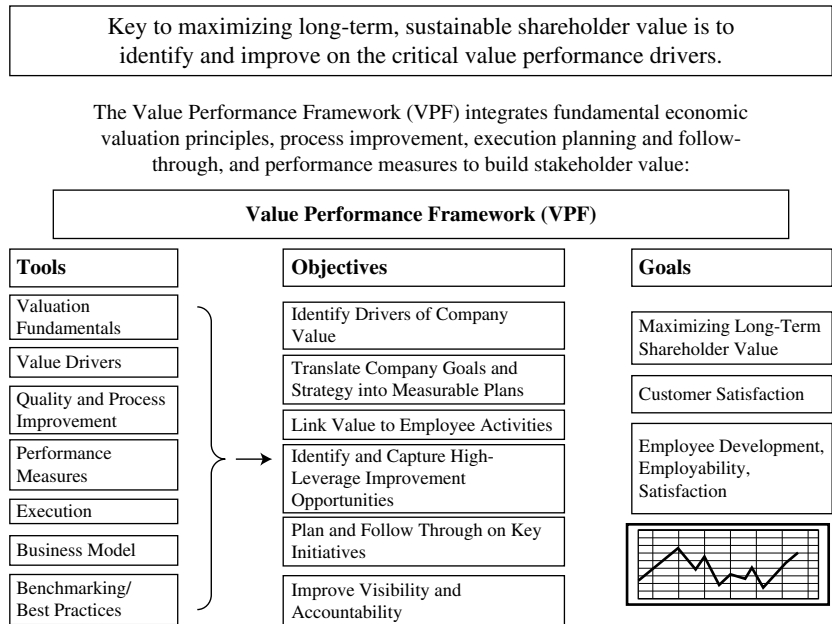 Key to maximizing long-term, sustainable shareholder value is to
identify and improve on the critical value performance drivers.
The Value Performance Framework (VPF) integrates fundamental economic
valuation principles, process improvement, execution planning and follow-
through, and performance measures to build stakeholder value:
Value Performance Framework (VPF)
Tools
Valuation
Fundamentals
Value Drivers
Quality and Process
Improvement
Performance
Measures
Execution
Business Model
Benchmarking/
Best Practices
Objectives
Identify Drivers of Company
Value
Translate Company Goals and
Strategy into Measurable Plans
Link Value to Employee Activities
Identify and Capture High-
Leverage Improvement
Opportunities
Plan and Follow Through on Key
Initiatives
Improve Visibility and
Accountability
Goals
Maximizing Long-Term
Shareholder Value
Customer Satisfaction
Employee Development,
Employability,
Satisfaction